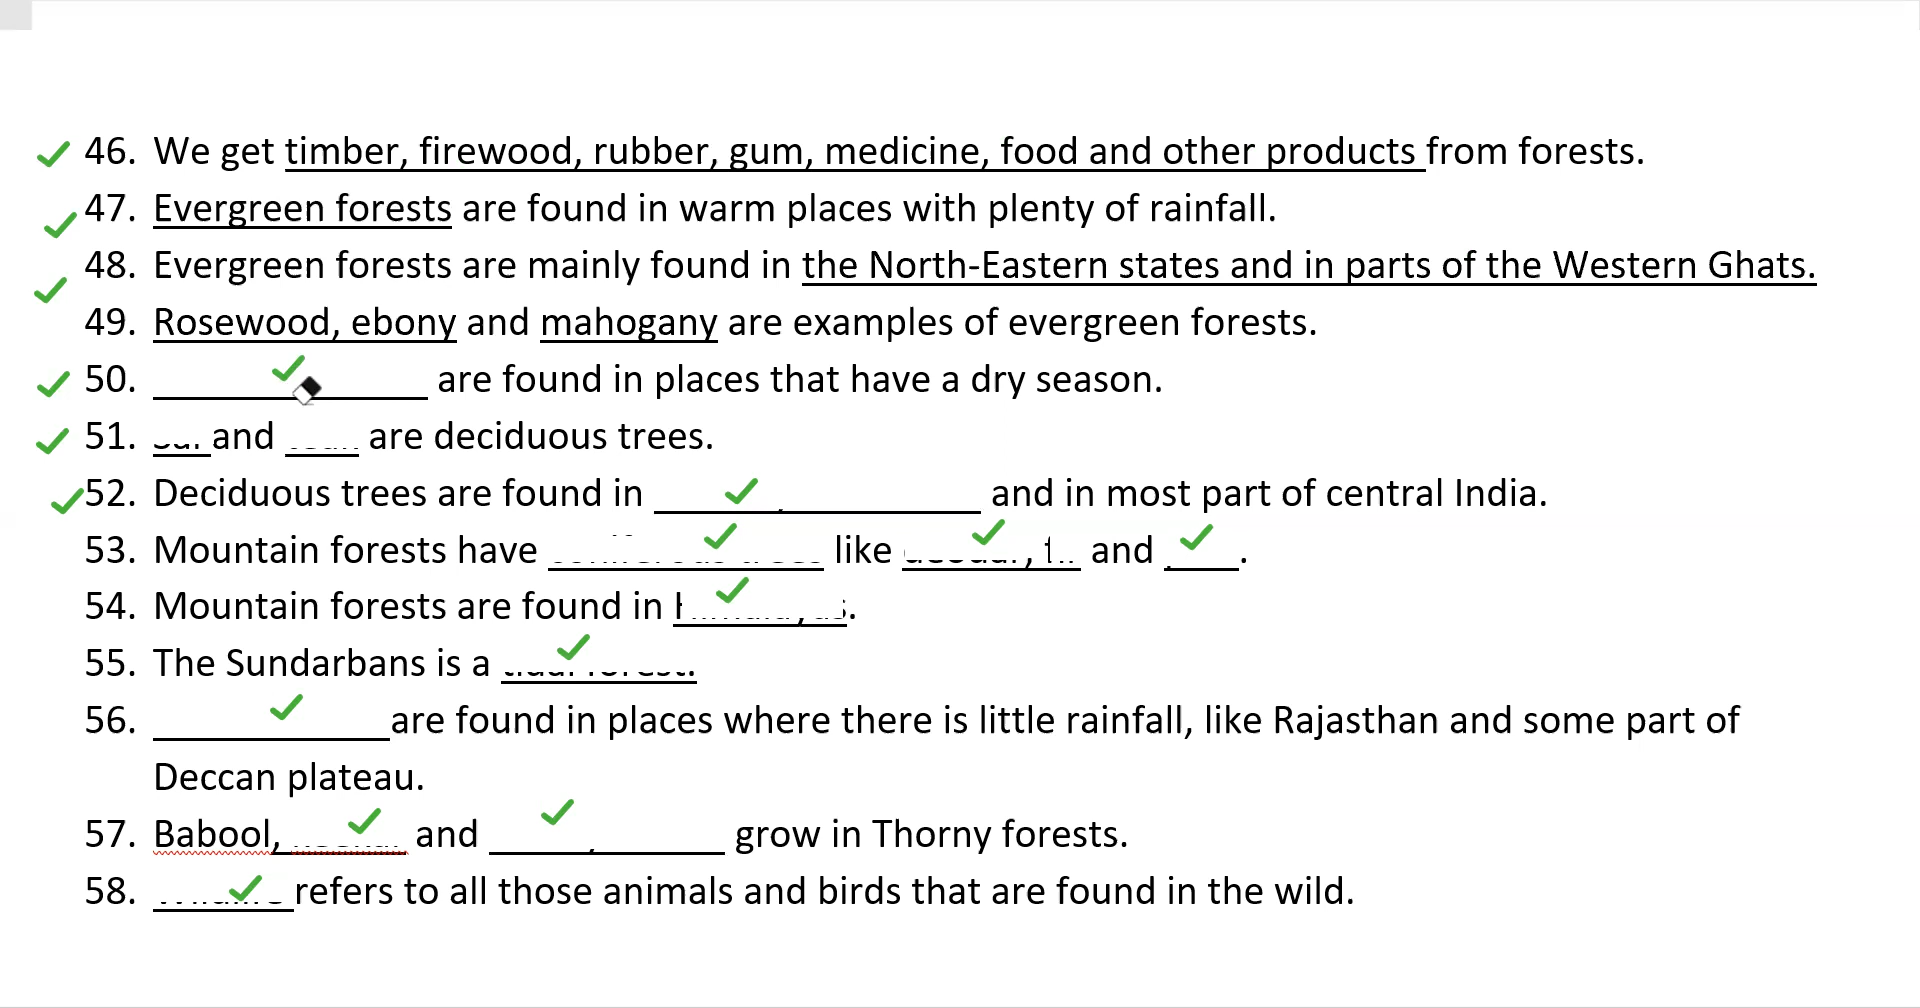 46. We get timber, firewood, rubber, gum, medicine, food and other products from forests.
47. Evergreen forests are found in warm places with plenty of rainfall.
48. Evergreen forests are mainly found in the North-Eastern states and in parts of the Western Ghats.
49. Rosewood, ebony and mahogany are examples of evergreen forests.
50. are found in places that have a dry season.
51. and are deciduous trees.
52. Deciduous trees are found in and in most part of central India.
53. Mountain forests have like and .
54. Mountain forests are found in .
55. The Sundarbans is a
56. are found in places where there is little rainfall, like Rajasthan and some part of
Deccan plateau.
57. Babool, and grow in Thorny forests.
58. refers to all those animals and birds that are found in the wild.